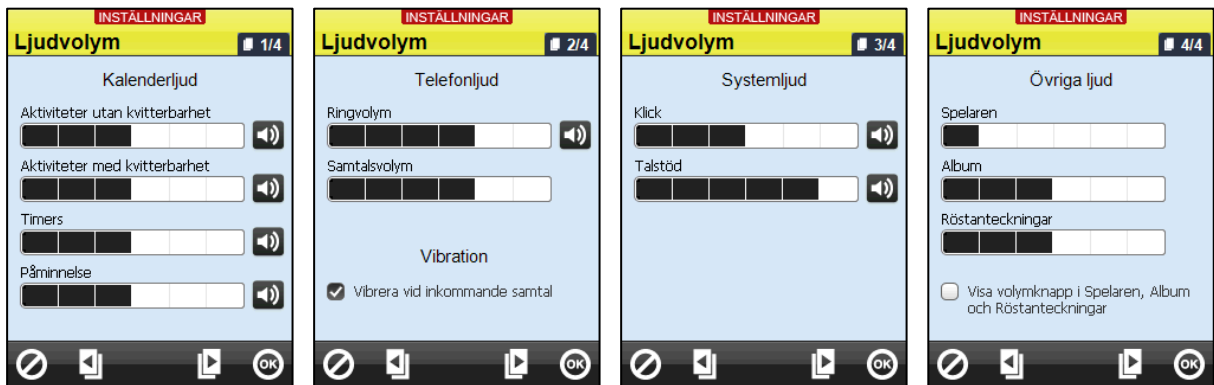 INSTÄLLNINGAR
Ljudvolym
1/4
Kalenderljud
Aktiviteter utan kvitterbarhet
Aktiviteter med kvitterbarhet
Timers
Påminnelse
OK
INSTÄLLNINGAR
Ljudvolym
2/4
Telefonljud
Ringvolym
Samtalsvolym
Vibration
Vibrera vid inkommande samtal
OK
INSTÄLLNINGAR
Ljudvolym
3/4
Systemljud
Klick
Talstöd
OK
INSTÄLLNINGAR
Ljudvolym
4/4
Övriga ljud
Spelaren
Album
Röstanteckningar
Visa volymknapp i Spelaren, Album
och Röstanteckningar
OK